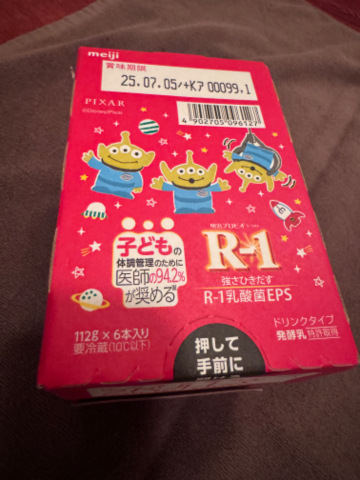 meiji
賞味期限
25.07.05/+K7 00099,1
PIXAR
©Disney/Pixar
4 902705 096127
子どもの
体調管理のために
医師の94.2%
が奨める
明治プロビオヨーグルト
R-1
強さひきだす
R-1乳酸菌EPS
112g×6本入り
要冷蔵(10℃以下)
ドリンクタイプ
発酵乳 特許取得
押して
手前に